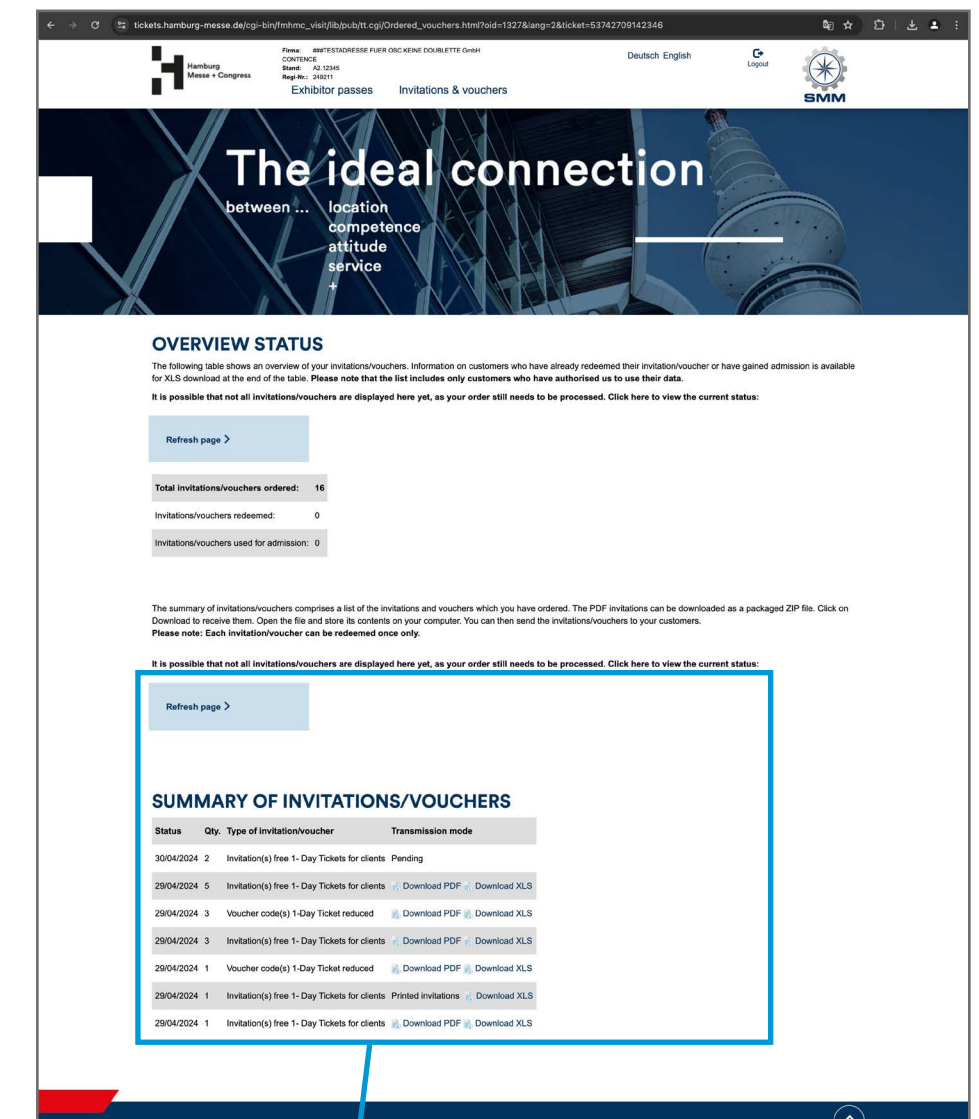 tickets.hamburg-messe.de/cgi-bin/fmhmc_visit/lib/pub/tt.cgi/Ordered_vouchers.html?oid=1327&lang=2&ticket=53742709142346
Hamburg
Messe + Congress
Firma: ###TESTADRESSE FUER OSC KEINE DOUBLETTE GmbH
CONTENCE
Stand: A2.12345
Regi-Nr.: 249211
Exhibitor passes Invitations & vouchers
Deutsch English
Logout
SMM
The ideal connection
between ... location
competence
attitude
service
+
OVERVIEW STATUS
The following table shows an overview of your invitations/vouchers. Information on customers who have already redeemed their invitation/voucher or have gained admission is available
for XLS download at the end of the table. Please note that the list includes only customers who have authorised us to use their data.
It is possible that not all invitations/vouchers are displayed here yet, as your order still needs to be processed. Click here to view the current status:
Refresh page >
Total invitations/vouchers ordered: 16
Invitations/vouchers redeemed: 0
Invitations/vouchers used for admission: 0
The summary of invitations/vouchers comprises a list of the invitations and vouchers which you have ordered. The PDF invitations can be downloaded as a packaged ZIP file. Click on
Download to receive them. Open the file and store its contents on your computer. You can then send the invitations/vouchers to your customers.
Please note: Each invitation/voucher can be redeemed once only.
It is possible that not all invitations/vouchers are displayed here yet, as your order still needs to be processed. Click here to view the current status:
Refresh page >
SUMMARY OF INVITATIONS/VOUCHERS
Status Qty. Type of invitation/voucher Transmission mode
30/04/2024 2 Invitation(s) free 1- Day Tickets for clients Pending
29/04/2024 5 Invitation(s) free 1- Day Tickets for clients Download PDF Download XLS
29/04/2024 3 Voucher code(s) 1-Day Ticket reduced Download PDF Download XLS
29/04/2024 3 Invitation(s) free 1- Day Tickets for clients Download PDF Download XLS
29/04/2024 1 Voucher code(s) 1-Day Ticket reduced Download PDF Download XLS
29/04/2024 1 Invitation(s) free 1- Day Tickets for clients Printed invitations Download XLS
29/04/2024 1 Invitation(s) free 1- Day Tickets for clients Download PDF Download XLS